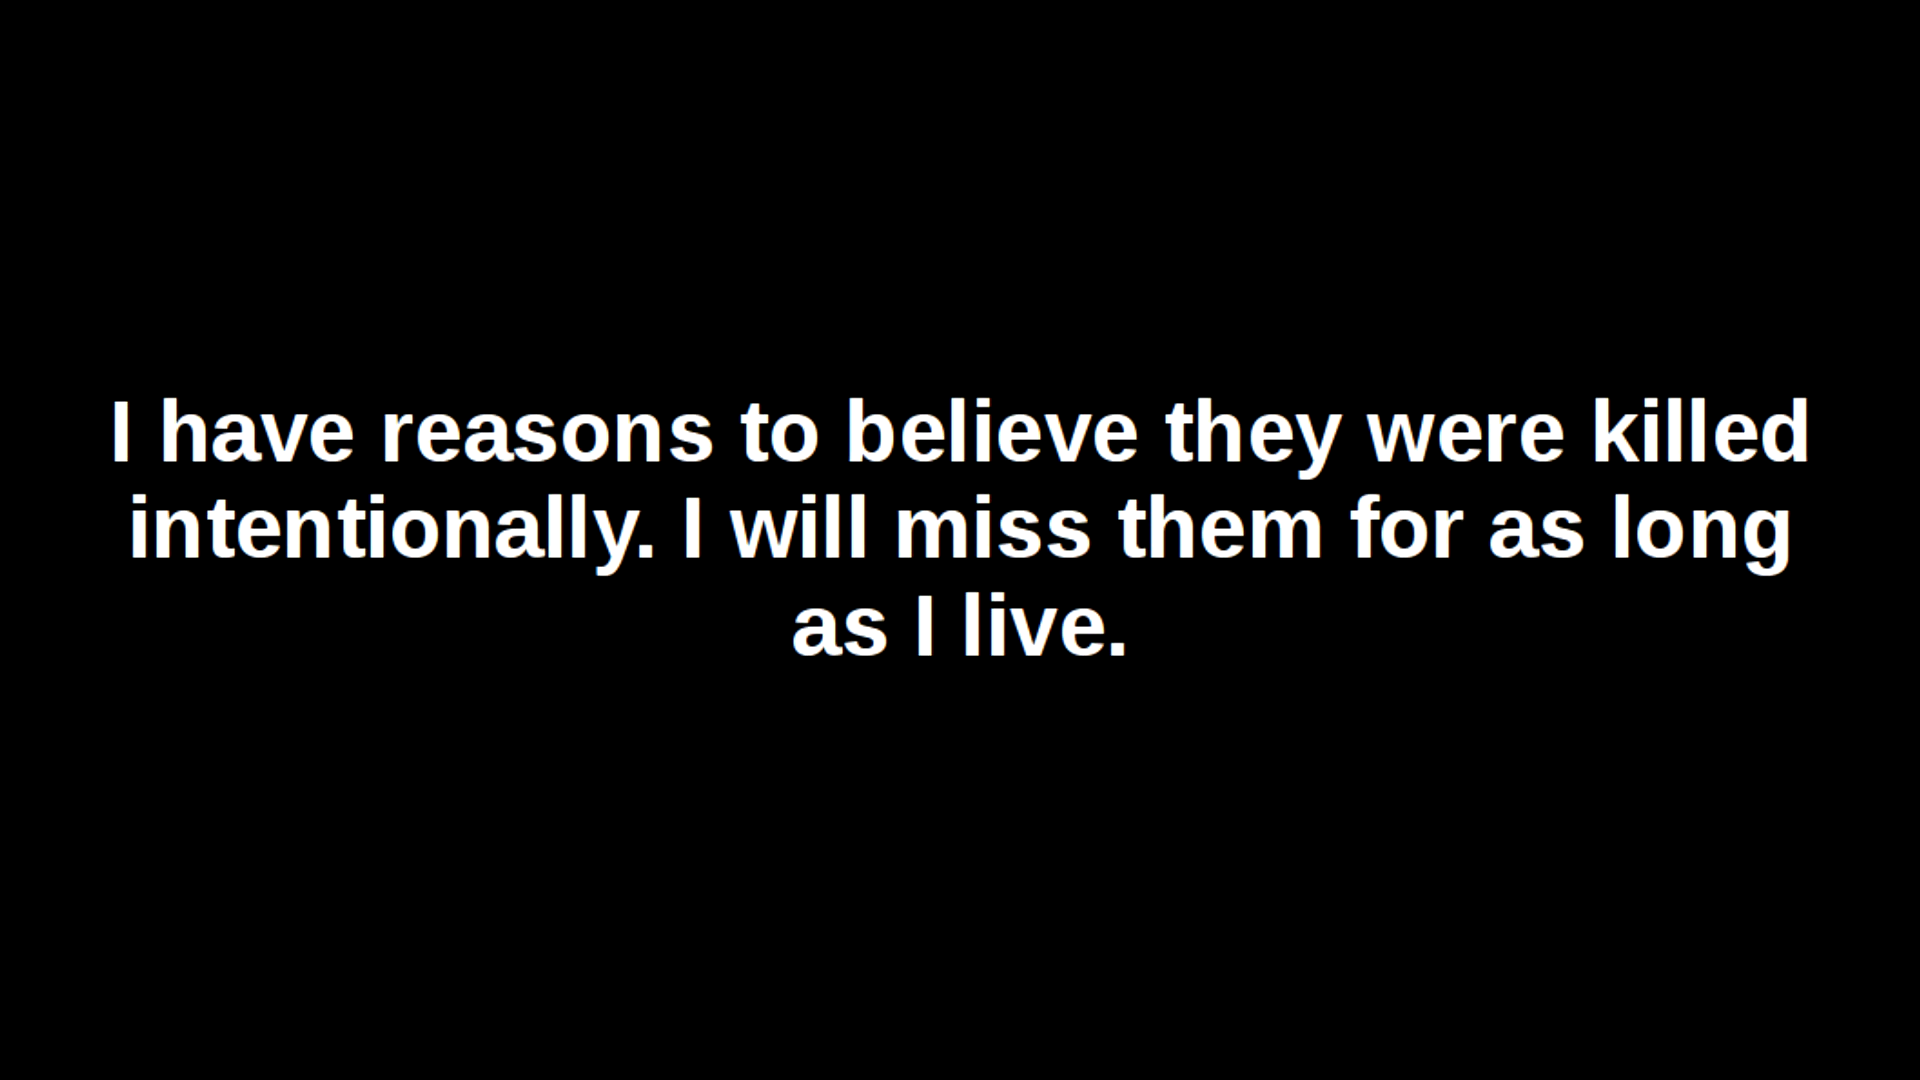 I have reasons to believe they were killed
intentionally. I will miss them for as long
as I live.